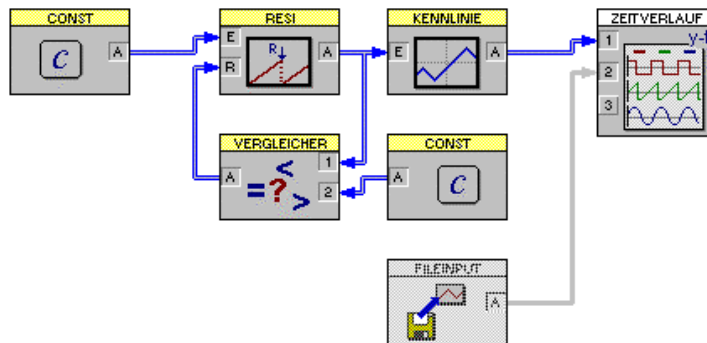 CONST
C
A
RESI
E
R
R
A
KENNLINIE
E
A
ZEITVERLAUF
y-t
1
2
3
VERGLEICHER
A
= ? < >
1
2
CONST
A
C
FILEINPUT
A